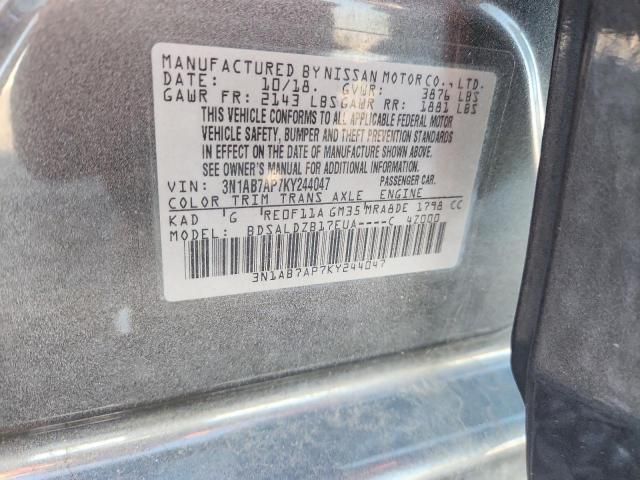 MANUFACTURED BY NISSAN MOTOR CO., LTD.
DATE: 10/18. GVWR: 3876 LBS
GAWR FR: 2143 LBS GAWR RR: 1881 LBS
THIS VEHICLE CONFORMS TO ALL APPLICABLE FEDERAL MOTOR
VEHICLE SAFETY, BUMPER AND THEFT PREVENTION STANDARDS
IN EFFECT ON THE DATE OF MANUFACTURE SHOWN ABOVE.
SEE OWNER'S MANUAL FOR ADDITIONAL INFORMATION.
VIN: 3N1AB7AP7KY244047 PASSENGER CAR.
COLOR TRIM TRANS AXLE ENGINE
KAD G RE0F11A GM35 MRA8DE 1798 CC
MODEL: BDSALDZB17EUA----C 4Z000
3N1AB7AP7KY244047